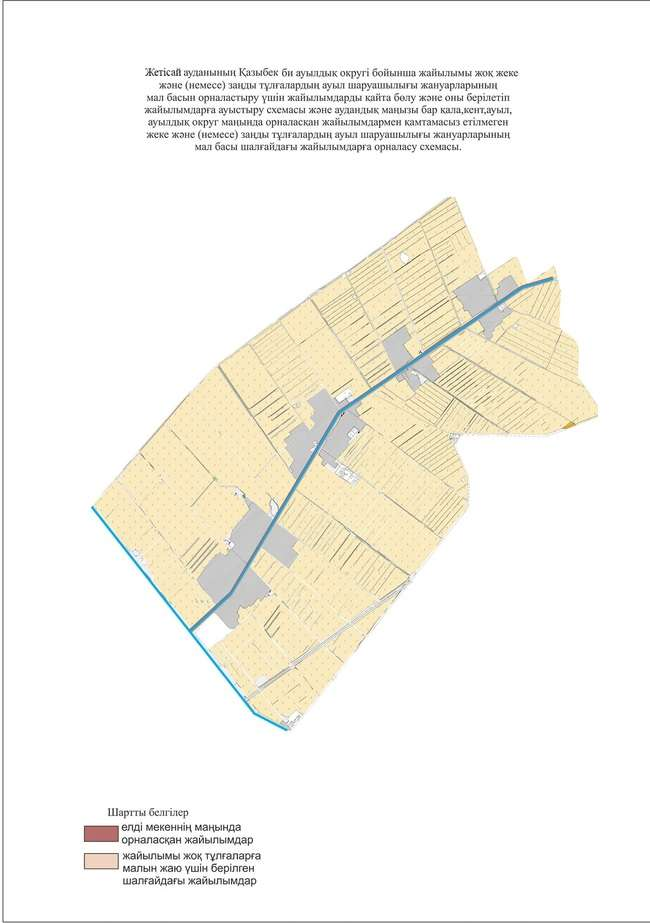 Жетісай ауданының Қазыбек би ауылдық округі бойынша жайылымы жоқ жеке
және (немесе) заңды тұлғалардың ауыл шаруашылығы жануарларының
мал басын орналастыру үшін жайылымдарды қайта бөлу және оны берілетіп
жайылымдарға ауыстыру схемасы және аудандық маңызы бар қала,кент,ауыл,
ауылдық округ маңында орналасқан жайылымдармен қамтамасыз етілмеген
жеке және (немесе) заңды тұлғалардың ауыл шаруашылығы жануарларының
мал басы шалғайдағы жайылымдарға орналасу схемасы.
Шартты белгілер
елді мекеннің маңында
орналасқан жайылымдар
жайылымы жоқ тұлғаларға
малын жаю үшін берілген
шалғайдағы жайылымдар